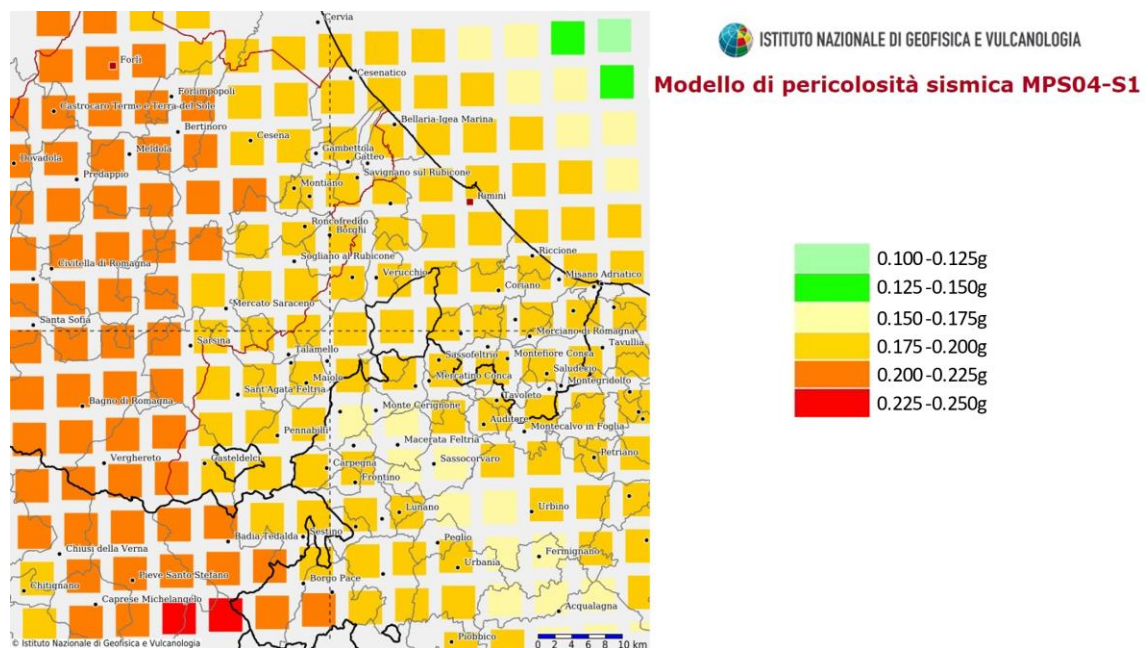 Cervia
Forlì
Cesenatico
Forlimpopoli
Castrocaro Terme e Terra del Sole
Bellaria-Igea Marina
Bertinoro
Cesena
Gambettola
Dovadola
Meldola
Gatteo
Predappio
Savignano sul Rubicone
Montiano
Rimini
Roncofreddo
Borghi
Riccione
Civitella di Romagna
Sogliano al Rubicone
Verucchio
Misano Adriatico
Coriano
Mercato Saraceno
Santa Sofia
Morciano di Romagna
Sarsina
Tavullia
Talamello
Sassofeltrio
Montefiore Conca
Maiolo
Mercatino Conca
Saludecio
Montegridolfo
Sant'Agata Feltria
Tavoleto
Bagno di Romagna
Monte Cerignone
Auditore
Montecalvo in Foglia
Pennabilli
Macerata Feltria
Verghereto
Casteldelci
Carpegna
Sassocorvaro
Petriano
Frontino
Lunano
Urbino
Badia Tedalda
Sestino
Peglio
Chiusi della Verna
Fermignano
Urbania
Pieve Santo Stefano
Borgo Pace
Chitignano
Caprese Michelangelo
Acqualagna
Piobbico
0 2 4 6 8 10 km
© Istituto Nazionale di Geofisica e Vulcanologia
ISTITUTO NAZIONALE DI GEOFISICA E VULCANOLOGIA
Modello di pericolosità sismica MPS04-S1
0.100 -0.125g
0.125 -0.150g
0.150 -0.175g
0.175 -0.200g
0.200 -0.225g
0.225 -0.250g